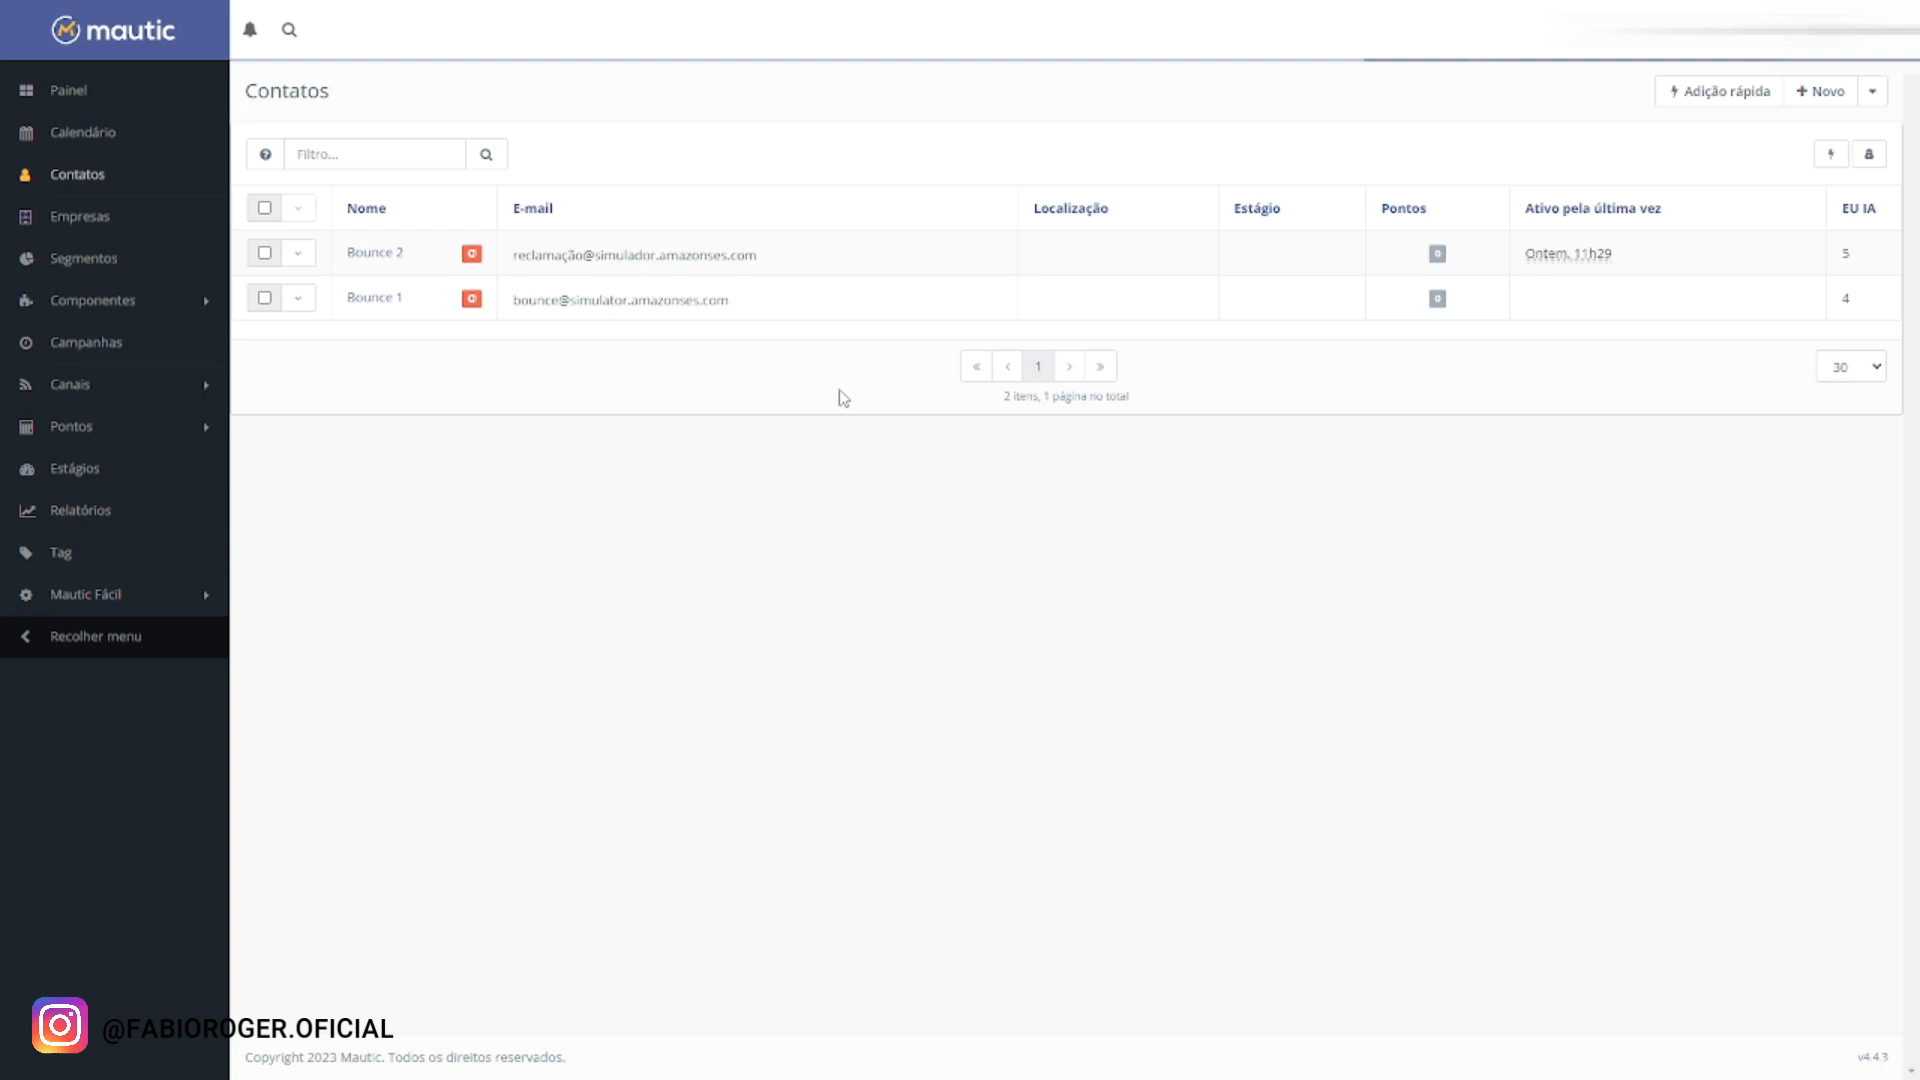 mautic
Painel
Calendário
Contatos
Empresas
Segmentos
Componentes
Campanhas
Canais
Pontos
Estágios
Relatórios
Tag
Mautic Fácil
Recolher menu
Contatos
Adição rápida
Novo
Filtro...
Nome E-mail Localização Estágio Pontos Ativo pela última vez EU IA
Bounce 2 reclamação@simulador.amazonses.com 0 Ontem, 11h29 5
Bounce 1 bounce@simulator.amazonses.com 0 4
« ‹ 1 › »
30
2 itens, 1 página no total
@FABIOROGER.OFICIAL
Copyright 2023 Mautic. Todos os direitos reservados.
v4.4.3